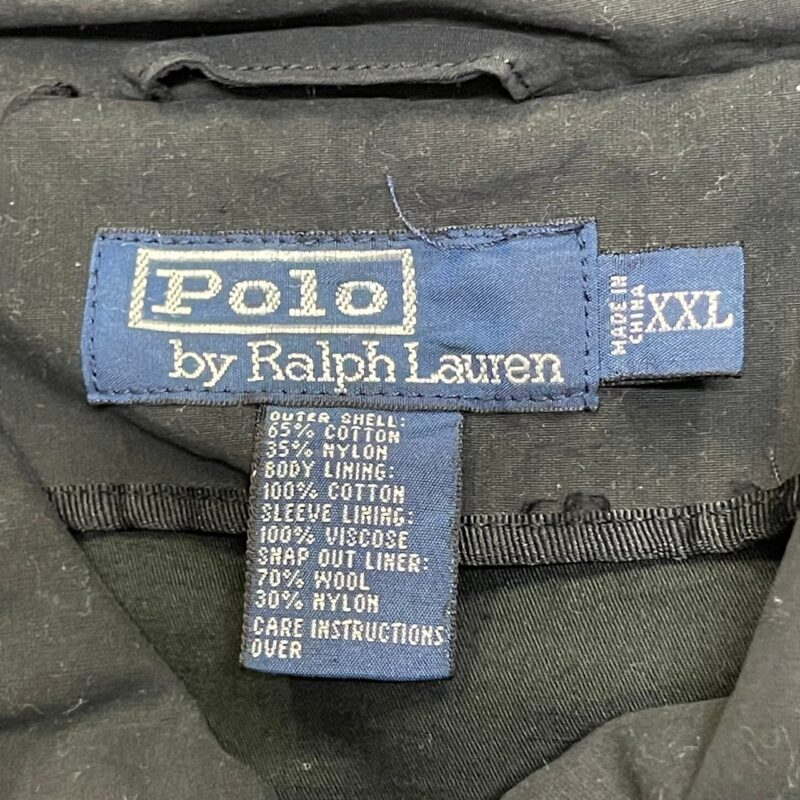 Polo
by Ralph Lauren
MADE IN
CHINA
XXL
OUTER SHELL:
65% COTTON
35% NYLON
BODY LINING:
100% COTTON
SLEEVE LINING:
100% VISCOSE
SNAP OUT LINER:
70% WOOL
30% NYLON
CARE INSTRUCTIONS
OVER